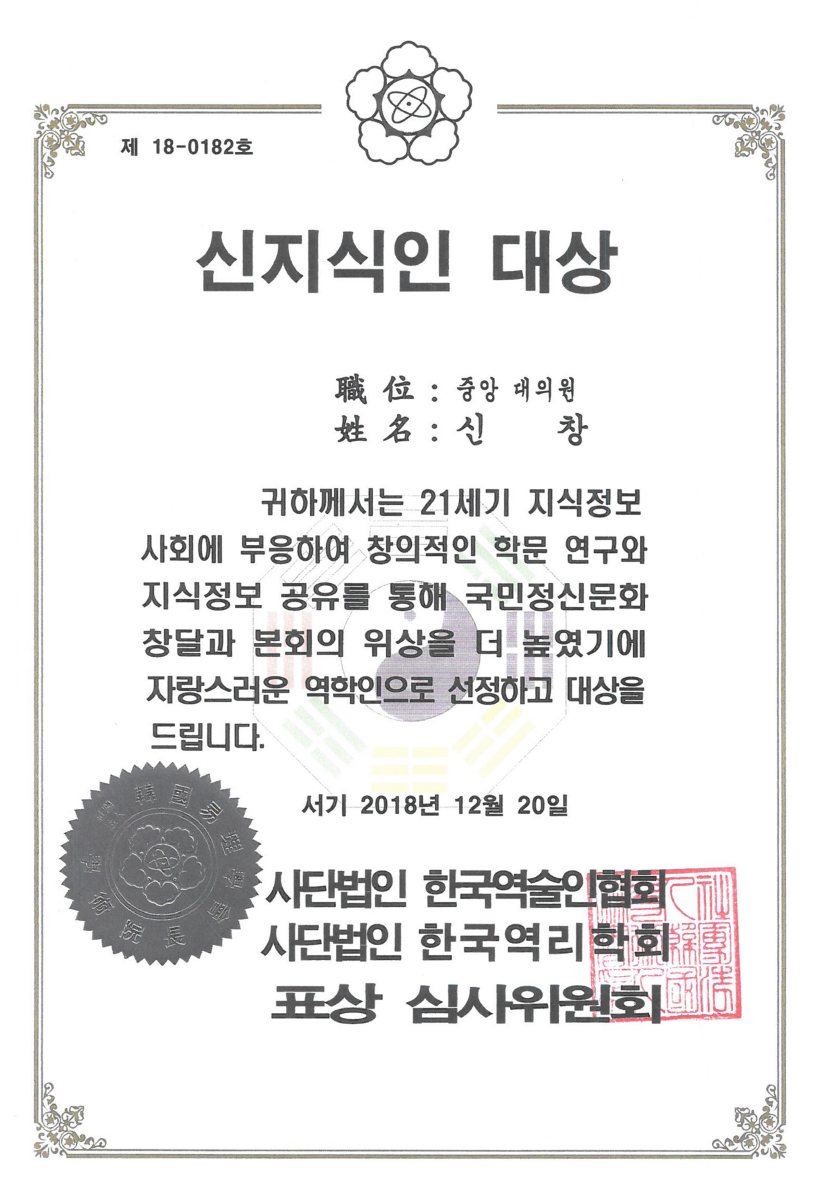 제 18-0182호
신지식인 대상
職 位 : 중앙 대의원
姓 名 : 신 창
귀하께서는 21세기 지식정보
사회에 부응하여 창의적인 학문 연구와
지식정보 공유를 통해 국민정신문화
창달과 본회의 위상을 더 높였기에
자랑스러운 역학인으로 선정하고 대상을
드립니다.
서기 2018년 12월 20일
사단법인 한국역술인협회
사단법인 한국역리학회
표상 심사위원회
韓國易理學會
院長